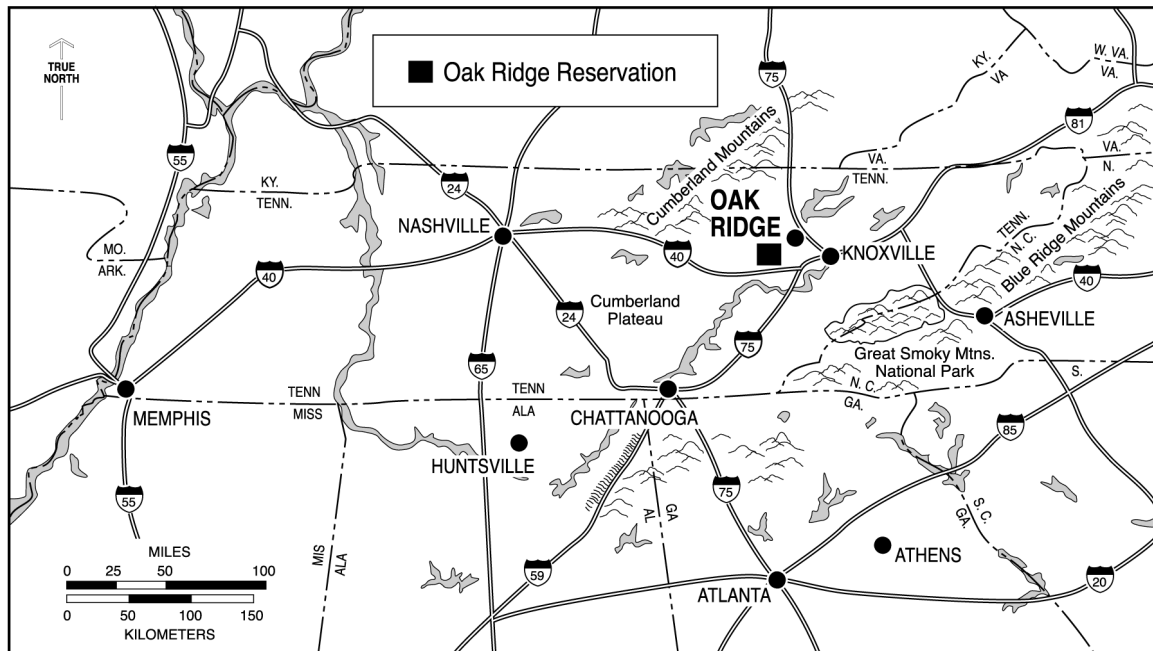 TRUE
NORTH
Oak Ridge Reservation
55
24
75
81
KY.
VA
W. VA.
VA.
Cumberland Mountains
VA.
TENN.
VA.
N.
KY.
TENN.
MO.
ARK.
NASHVILLE
OAK
RIDGE
KNOXVILLE
TENN.
N. C.
Blue Ridge Mountains
40
40
40
Cumberland
Plateau
24
75
65
ASHEVILLE
Great Smoky Mtns.
National Park
MEMPHIS
TENN
MISS
TENN
ALA
CHATTANOOGA
N. C.
GA.
S.
HUNTSVILLE
85
55
75
GA
AL
S. C.
GA.
MIS
ALA
59
ATHENS
ATLANTA
20
MILES
0 25 50 100
0 50 100 150
KILOMETERS